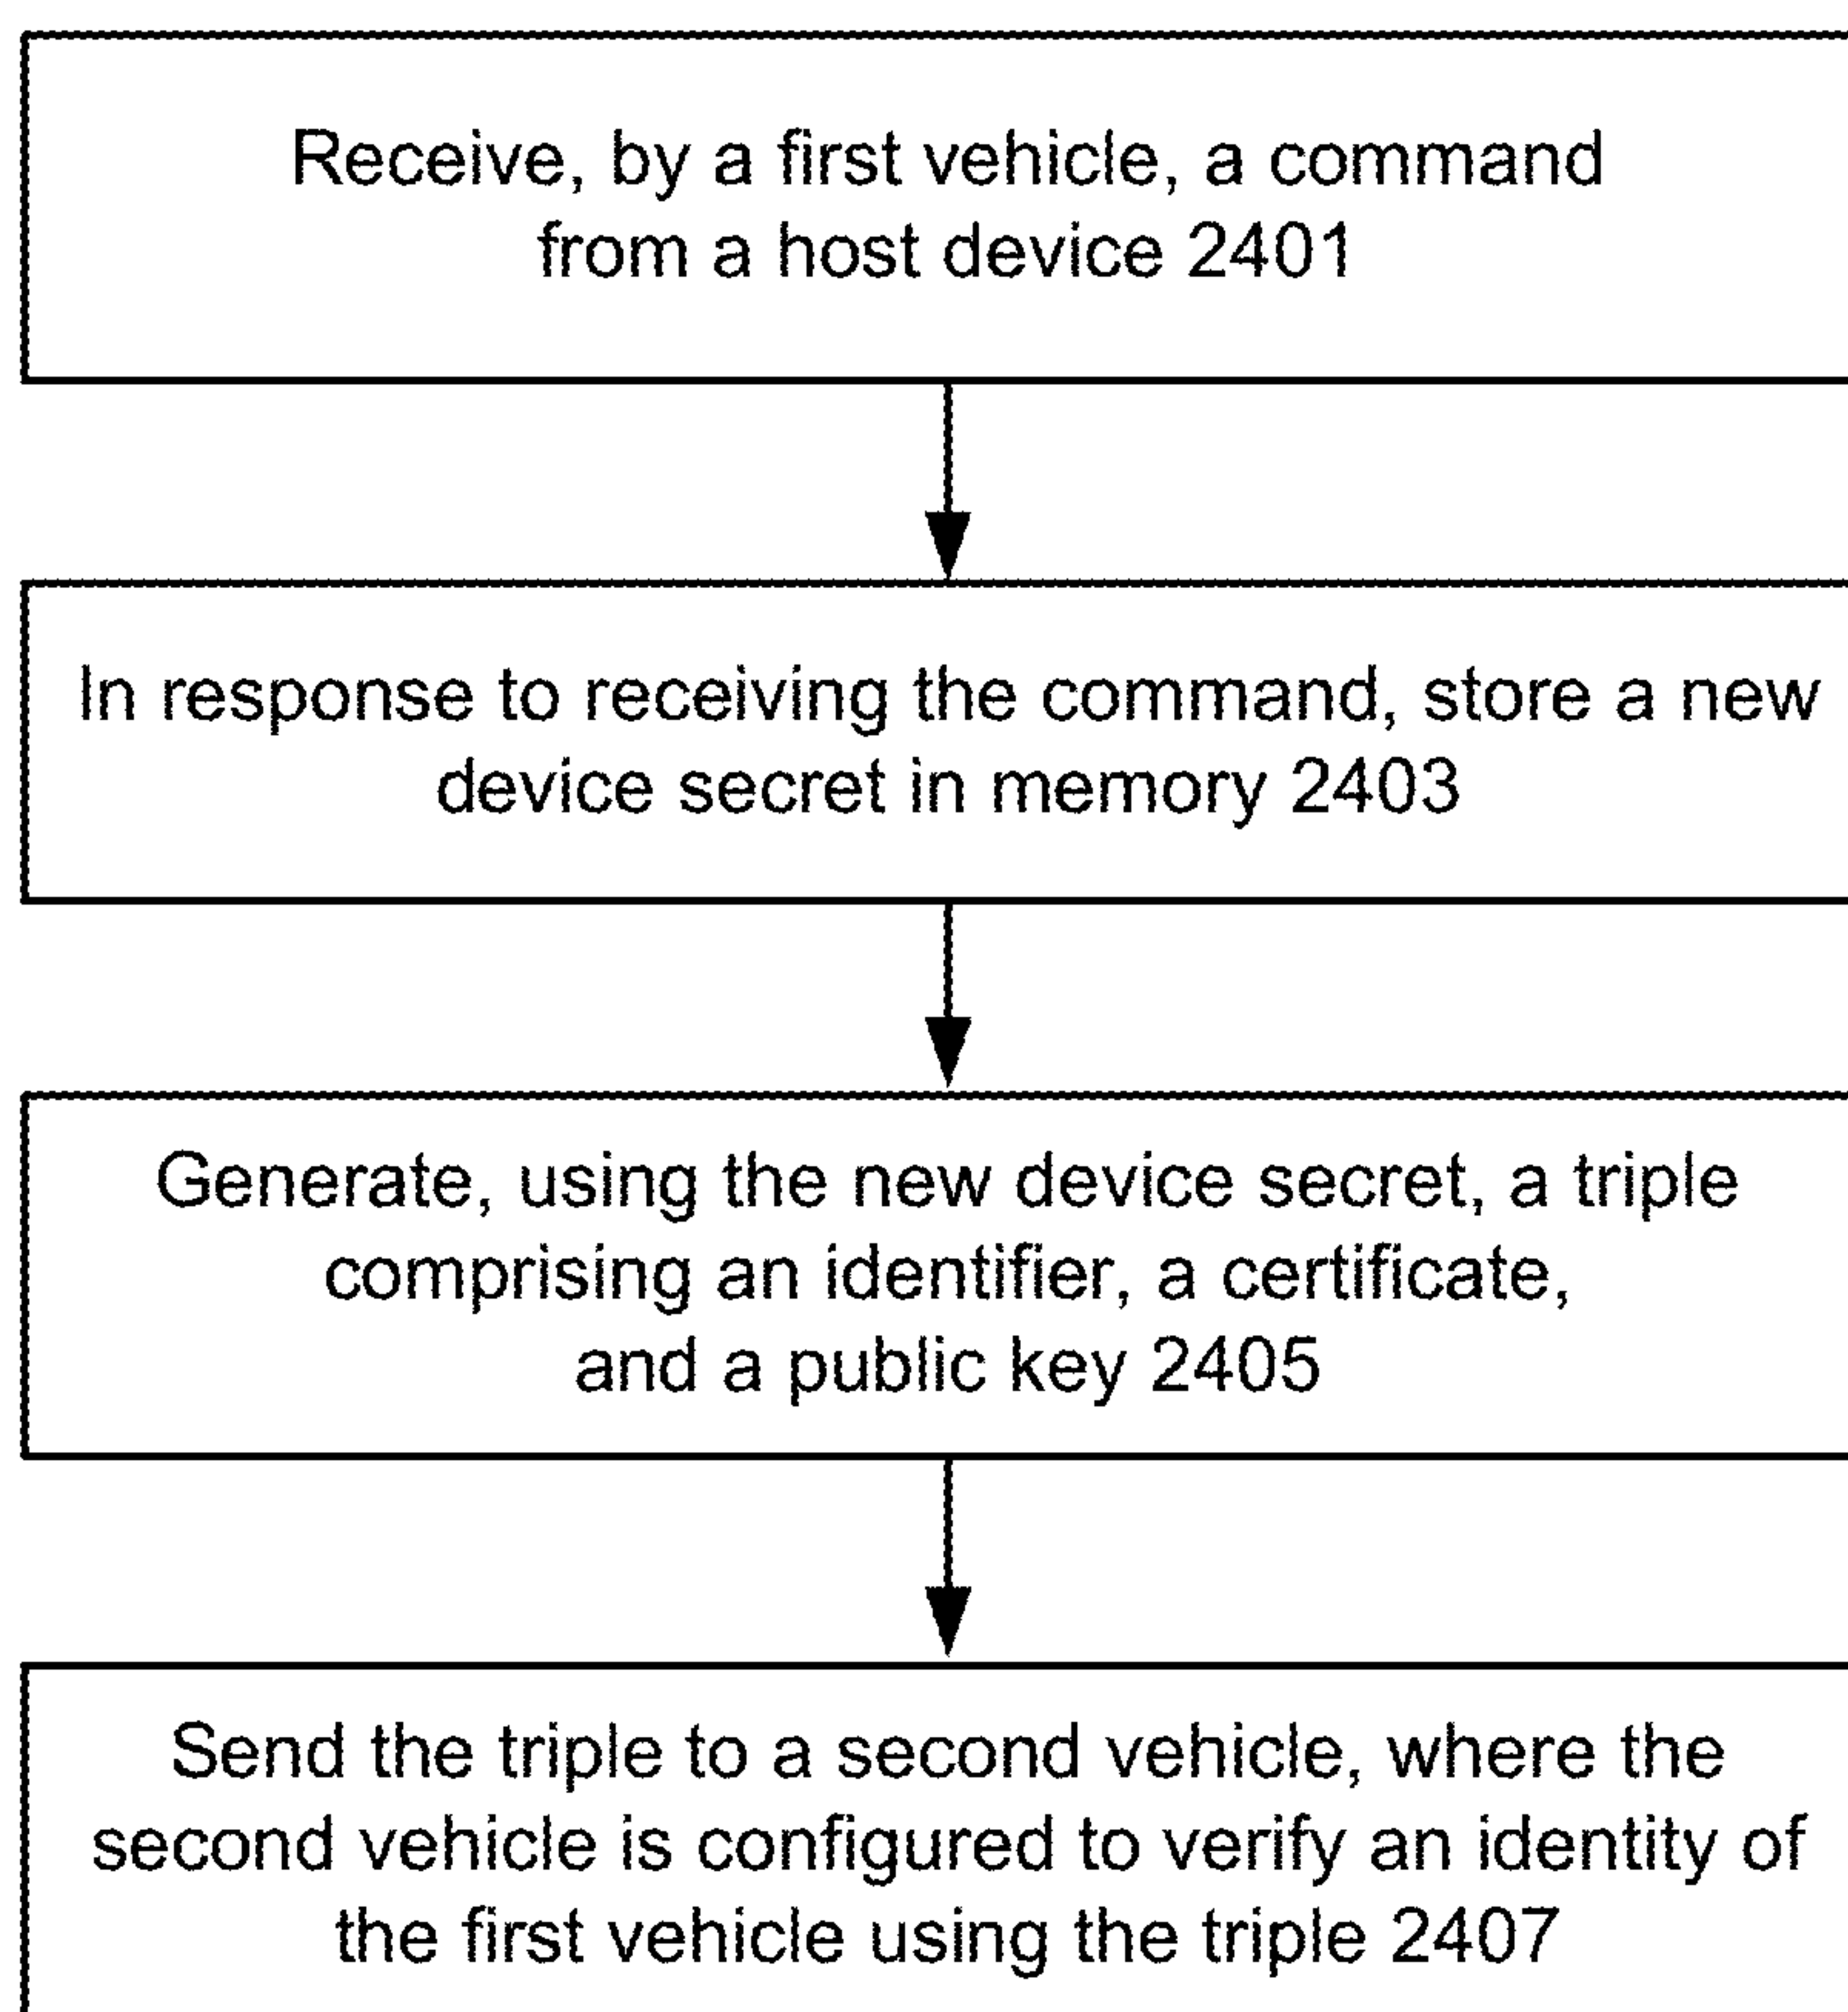 Receive, by a first vehicle, a command
from a host device 2401
In response to receiving the command, store a new
device secret in memory 2403
Generate, using the new device secret, a triple
comprising an identifier, a certificate,
and a public key 2405
Send the triple to a second vehicle, where the
second vehicle is configured to verify an identity of
the first vehicle using the triple 2407